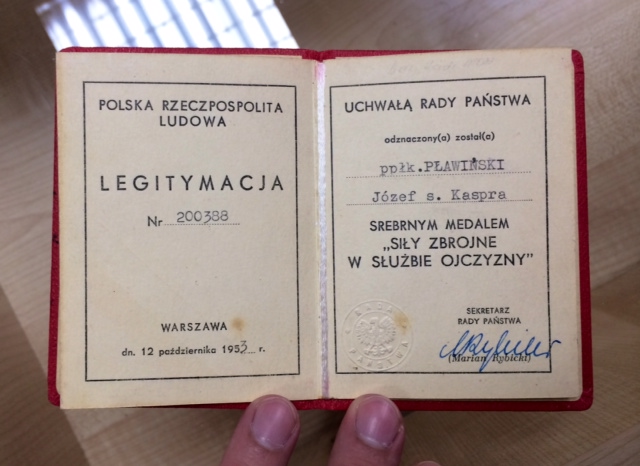 POLSKA RZECZPOSPOLITA
LUDOWA
LEGITYMACJA
Nr 200388
WARSZAWA
dn. 12 października 1953 r.
UCHWAŁĄ RADY PAŃSTWA
odznaczony(a) został(a)
ppłk. PŁAWIŃSKI
Józef s. Kaspra
SREBRNYM MEDALEM
„SIŁY ZBROJNE
W SŁUŻBIE OJCZYZNY”
SEKRETARZ
RADY PAŃSTWA
(Marian Rybicki)